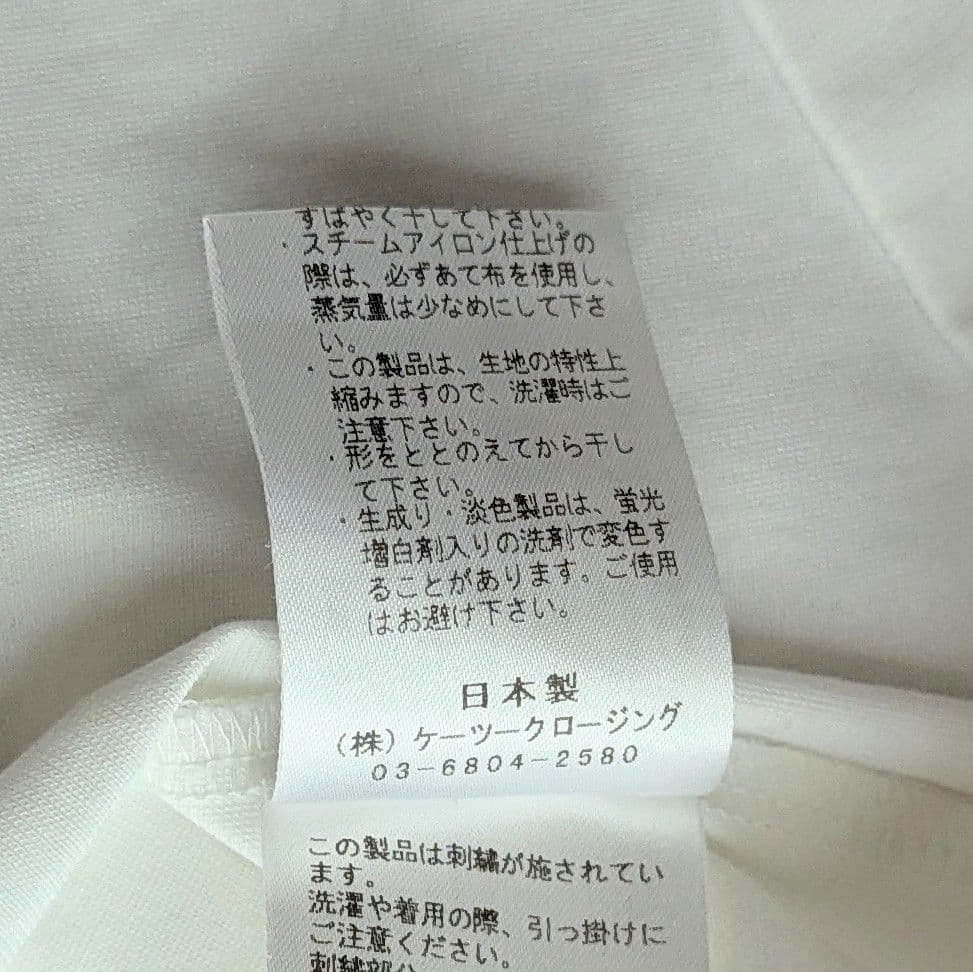 すばやく干して下さい。
・スチームアイロン仕上げの
際は、必ずあて布を使用し、
蒸気量は少なめにして下さ
い。
・この製品は、生地の特性上
縮みますので、洗濯時はご
注意下さい。
・形をととのえてから干し
て下さい。
・生成り・淡色製品は、蛍光
増白剤入りの洗剤で変色す
ることがあります。ご使用
はお避け下さい。
日本製
(株)ケーツークロージング
03-6804-2580
この製品は刺繍が施されてい
ます。
洗濯や着用の際、引っ掛けに
ご注意ください。
刺繍部分